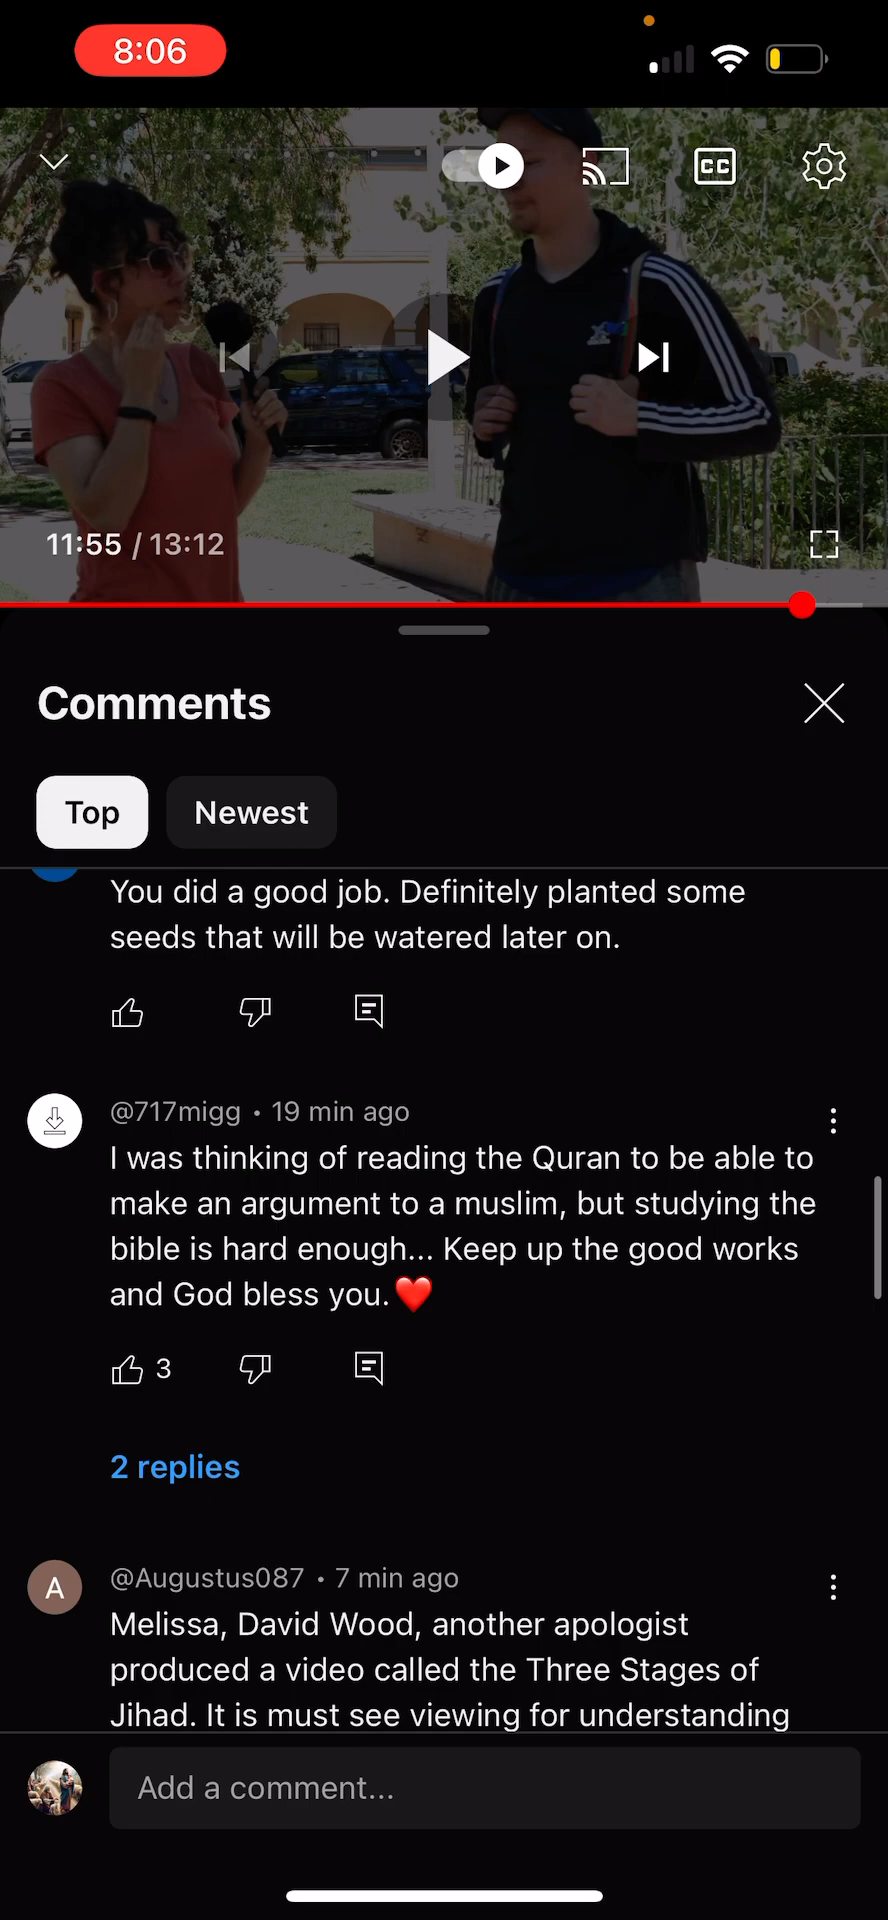 8:06
CC
11:55 / 13:12
Comments
Top
Newest
You did a good job. Definitely planted some
seeds that will be watered later on.
@717migg • 19 min ago
I was thinking of reading the Quran to be able to
make an argument to a muslim, but studying the
bible is hard enough... Keep up the good works
and God bless you.❤️
3
2 replies
A
@Augustus087 • 7 min ago
Melissa, David Wood, another apologist
produced a video called the Three Stages of
Jihad. It is must see viewing for understanding
Add a comment...